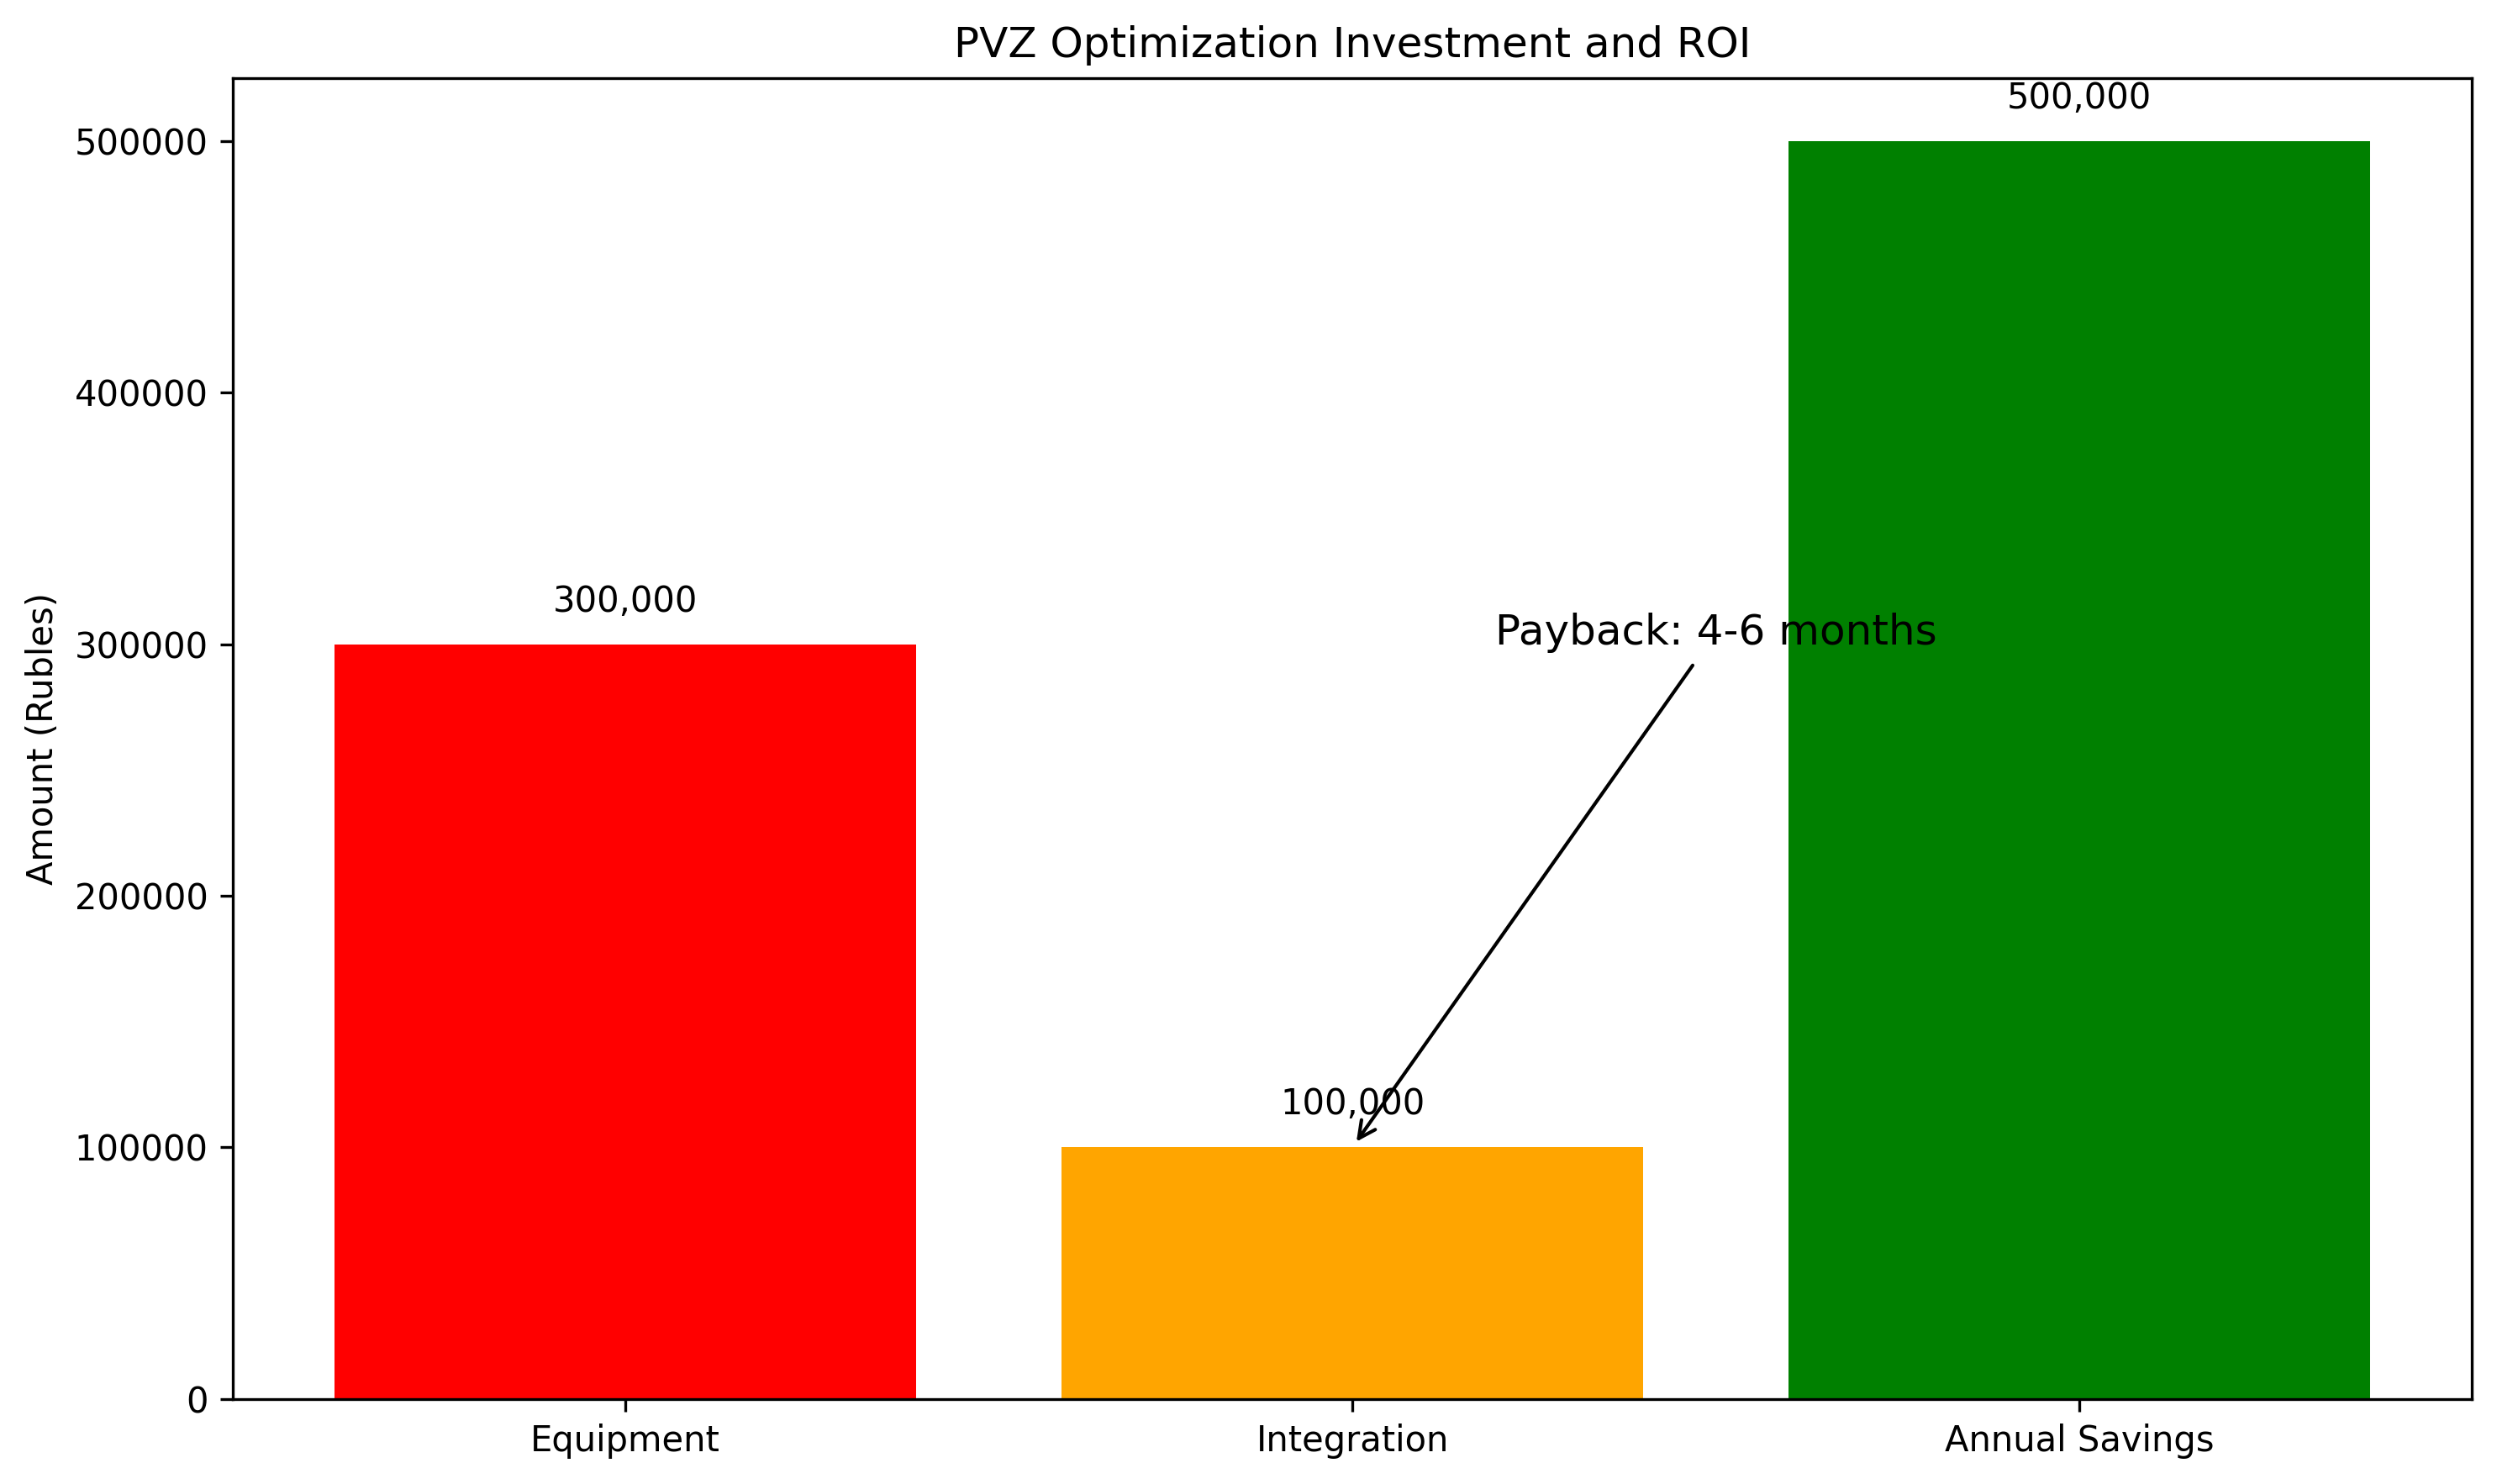 PVZ Optimization Investment and ROI
500,000
500000
400000
300,000
300000
Payback: 4-6 months
Amount (Rubles)
200000
100,000
100000
0
Equipment
Integration
Annual Savings